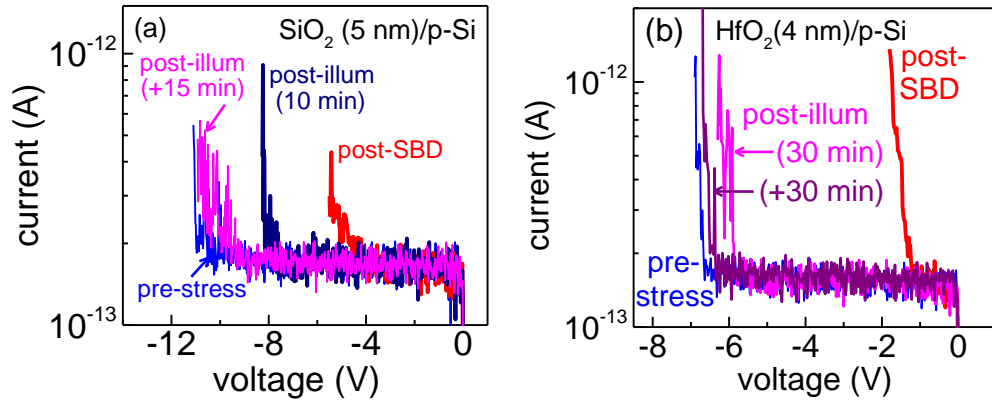 (a)
SiO2 (5 nm)/p-Si
10-12
post-illum
(+15 min)
post-illum
(10 min)
post-SBD
pre-stress
10-13
current (A)
-12
-8
-4
0
voltage (V)
(b)
HfO2(4 nm)/p-Si
10-12
post-
SBD
post-illum
(30 min)
(+30 min)
pre-
stress
10-13
current (A)
-8
-6
-4
-2
0
voltage (V)